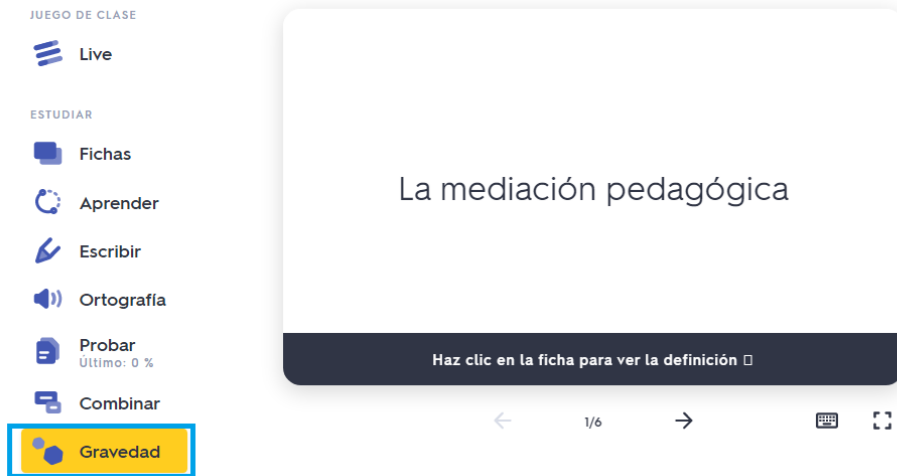 JUEGO DE CLASE
Live
ESTUDIAR
Fichas
Aprender
Escribir
Ortografía
Probar
Último: 0 %
Combinar
Gravedad
La mediación pedagógica
Haz clic en la ficha para ver la definición
1/6